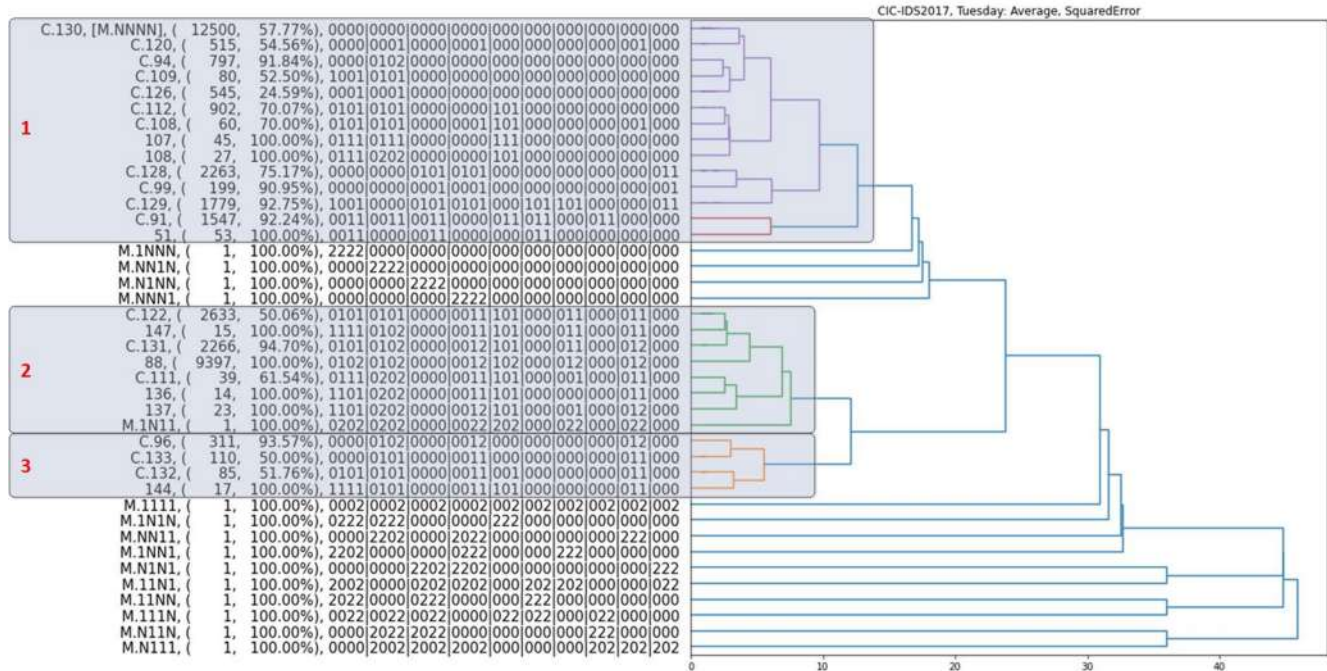 CIC-IDS2017, Tuesday: Average, SquaredError
C.130, [M.NNNN], ( 12500, 57.77%), 0000|0000|0000|0000|000|000|000|000|000|000
C.120, ( 515, 54.56%), 0000|0001|0000|0001|000|000|000|000|001|000
C.94, ( 797, 91.84%), 0000|0102|0000|0000|000|000|000|000|000|000
C.109, ( 80, 52.50%), 1001|0101|0000|0000|000|000|000|000|000|000
C.126, ( 545, 24.59%), 0000|0000|0000|0000|000|000|000|000|000|000
C.112, ( 902, 70.07%), 0101|0101|0000|0000|101|000|000|000|000|000
C.108, ( 60, 70.00%), 0101|0101|0000|0001|101|000|000|000|001|000
1
107, ( 45, 100.00%), 0111|0111|0000|0000|111|000|000|000|000|000
108, ( 27, 100.00%), 0111|0202|0000|0000|101|000|000|000|000|000
C.128, ( 2263, 75.17%), 0000|0000|0101|0101|000|000|000|000|000|011
C.99, ( 199, 90.95%), 0000|0000|0001|0001|000|000|000|000|000|001
C.129, ( 1779, 92.75%), 1001|0000|0101|0101|000|101|101|000|000|011
C.91, ( 1547, 92.24%), 0011|0011|0011|0000|011|011|000|011|000|000
51, ( 53, 100.00%), 0011|0000|0011|0000|000|011|000|000|000|000
M.1NNN, ( 1, 100.00%), 2222|0000|0000|0000|000|000|000|000|000|000
M.NN1N, ( 1, 100.00%), 0000|2222|0000|0000|000|000|000|000|000|000
M.N1NN, ( 1, 100.00%), 0000|0000|2222|0000|000|000|000|000|000|000
M.NNN1, ( 1, 100.00%), 0000|0000|0000|2222|000|000|000|000|000|000
C.122, ( 2633, 50.06%), 0101|0101|0000|0011|101|000|011|000|011|000
147, ( 15, 100.00%), 1111|0102|0000|0011|101|000|011|000|011|000
C.131, ( 2266, 94.70%), 0101|0102|0000|0012|101|000|011|000|012|000
2
88, ( 9397, 100.00%), 0102|0102|0000|0012|102|000|012|000|012|000
C.111, ( 39, 61.54%), 0111|0202|0000|0011|101|000|001|000|011|000
136, ( 14, 100.00%), 1101|0202|0000|0011|101|000|000|000|011|000
137, ( 23, 100.00%), 1101|0202|0000|0012|101|000|001|000|012|000
M.1N11, ( 1, 100.00%), 0202|0202|0000|0022|202|000|022|000|022|000
C.96, ( 311, 93.57%), 0000|0102|0000|0012|000|000|000|000|012|000
C.133, ( 110, 50.00%), 0000|0101|0000|0011|000|000|000|000|011|000
3
C.132, ( 85, 51.76%), 0101|0101|0000|0011|001|000|000|000|011|000
144, ( 17, 100.00%), 1111|0101|0000|0011|101|000|000|000|011|000
M.1111, ( 1, 100.00%), 0002|0002|0002|0002|002|002|002|002|002|002
M.1N1N, ( 1, 100.00%), 0222|0222|0000|0000|222|000|000|000|000|000
M.NN11, ( 1, 100.00%), 0000|2202|0000|2022|000|000|000|000|222|000
M.1NN1, ( 1, 100.00%), 2202|0000|0000|0222|000|000|222|000|000|000
M.N1N1, ( 1, 100.00%), 0000|0000|2202|2202|000|000|000|000|000|222
M.11N1, ( 1, 100.00%), 2002|0000|0202|0202|000|202|202|000|000|022
M.11NN, ( 1, 100.00%), 2022|0000|0222|0000|000|222|000|000|000|000
M.111N, ( 1, 100.00%), 0022|0022|0022|0000|022|022|000|022|000|000
M.N11N, ( 1, 100.00%), 0000|2022|2022|0000|000|000|000|222|000|000
M.N111, ( 1, 100.00%), 0000|2002|2002|2002|000|000|000|202|202|202
0 10 20 30 40